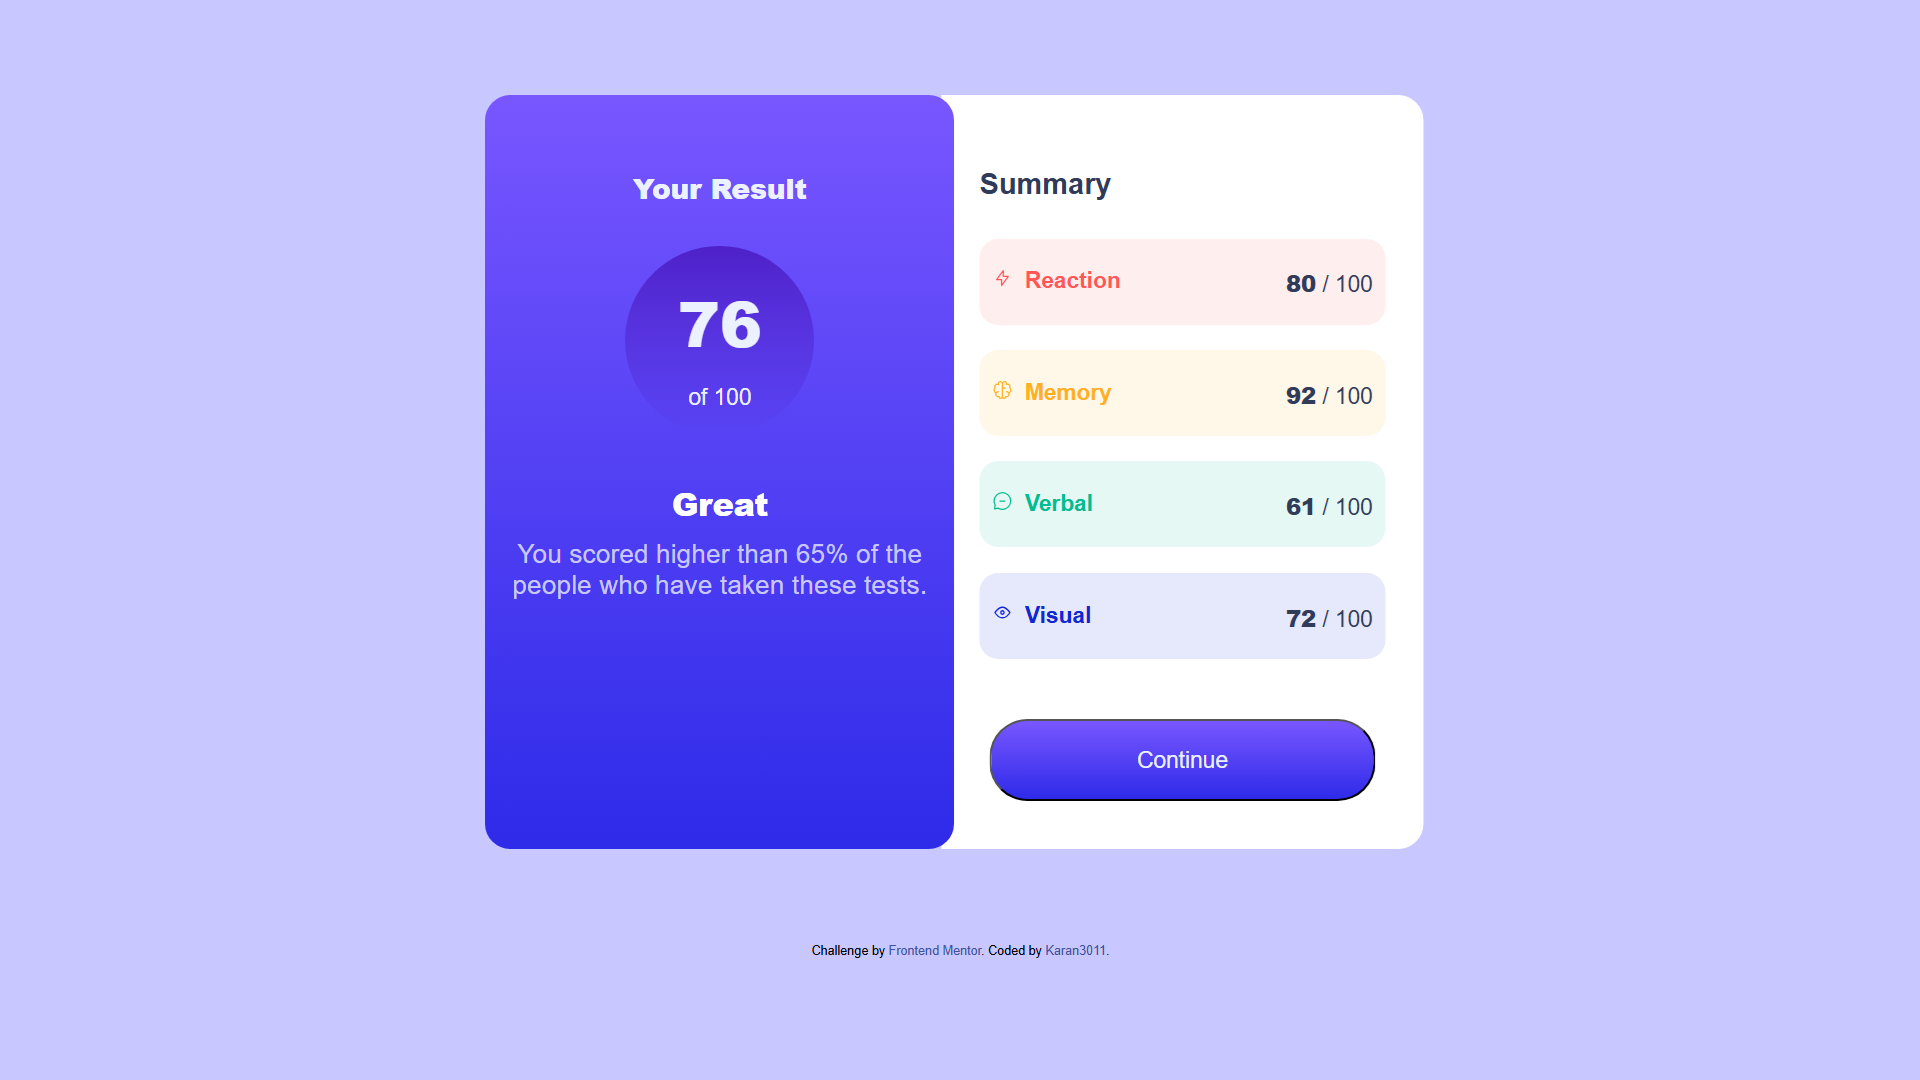 Your Result
76
of 100
Great
You scored higher than 65% of the
people who have taken these tests.
Summary
Reaction 80 / 100
Memory 92 / 100
Verbal 61 / 100
Visual 72 / 100
Continue
Challenge by Frontend Mentor. Coded by Karan3011.